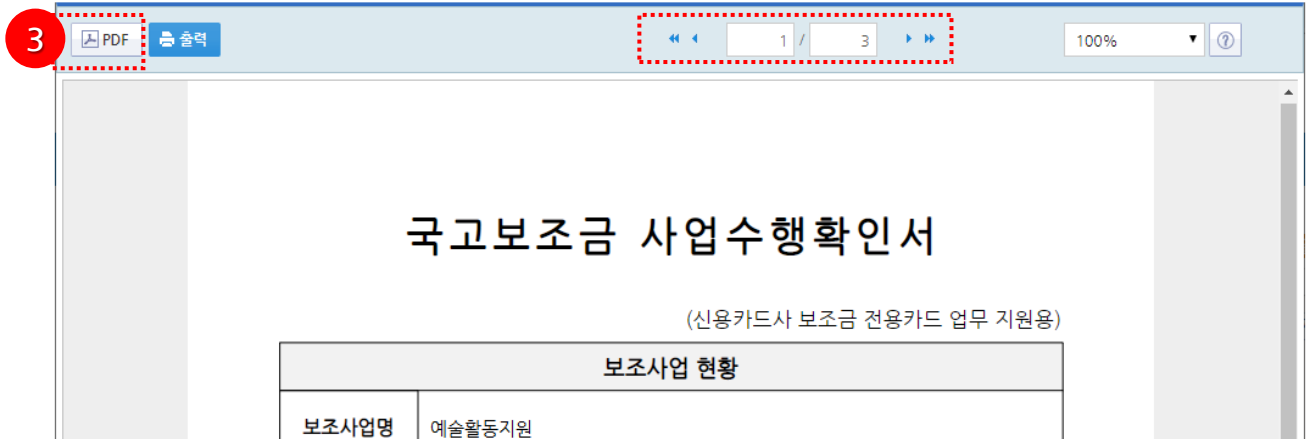 3 PDF 출력 1 / 3 100% ?
국고보조금 사업수행확인서
(신용카드사 보조금 전용카드 업무 지원용)
보조사업 현황
보조사업명 예술활동지원